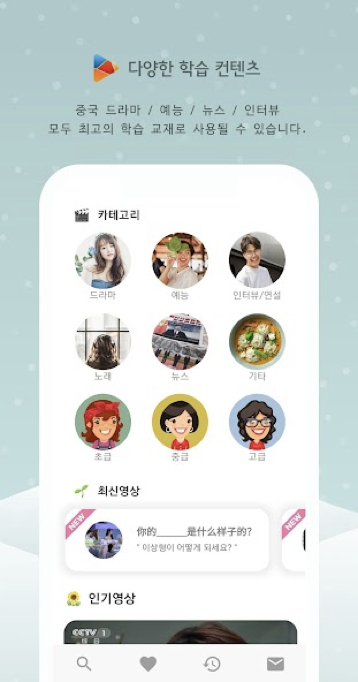 다양한 학습 컨텐츠
중국 드라마 / 예능 / 뉴스 / 인터뷰
모두 최고의 학습 교재로 사용될 수 있습니다.
카테고리
드라마 예능 인터뷰/연설
노래 뉴스 기타
초급 중급 고급
최신영상
NEW NEW
你的______是什么样子的?
" 이상형이 어떻게 되세요? "
인기영상
CCTV 1